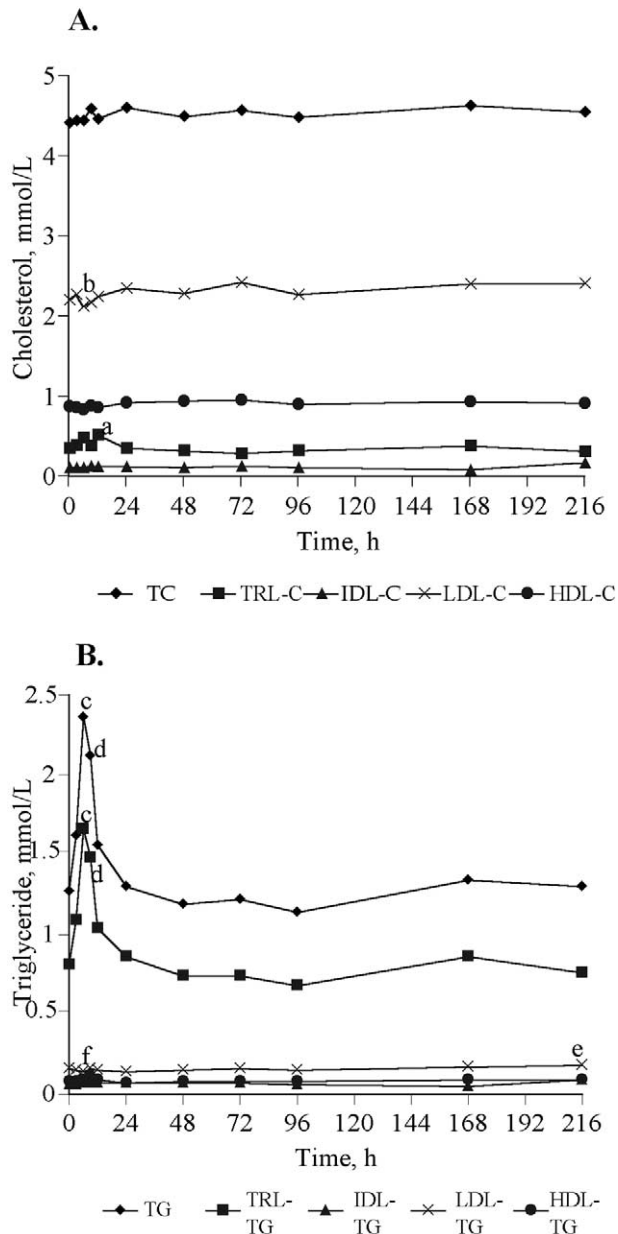 A.
5
4
3
2
1
0
Cholesterol, mmol/L
b
a
0 24 48 72 96 120 144 168 192 216
Time, h
TC TRL-C IDL-C LDL-C HDL-C
B.
2.5
2
1.5
1
0.5
0
Triglyceride, mmol/L
c
d
c
d
f
e
0 24 48 72 96 120 144 168 192 216
Time, h
TG TRL-TG IDL-TG LDL-TG HDL-TG